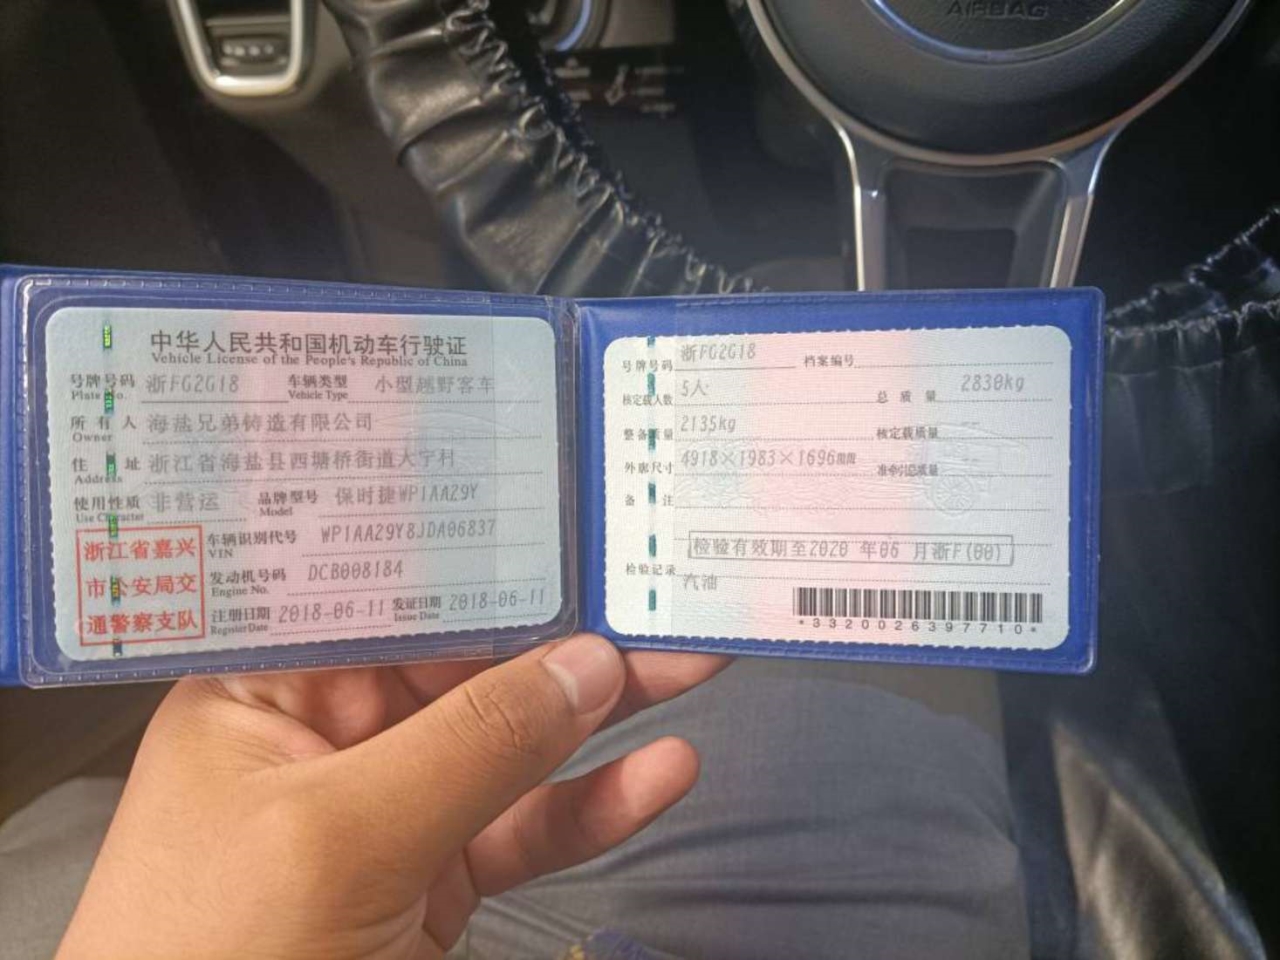 AIRBAG
中华人民共和国机动车行驶证
Vehicle License of the People's Republic of China
号牌号码 浙FG2G18 车辆类型 小型越野客车
Plate No. Vehicle Type
所有人 海盐兄弟铸造有限公司
Owner
住址 浙江省海盐县西塘桥街道大宁村
Address
使用性质 非营运 品牌型号 保时捷WP1AA29Y
Use Character Model
浙江省嘉兴
市公安局交
通警察支队
车辆识别代号 WP1AA29Y8JDA06837
VIN
发动机号码 DCB008184
Engine No.
注册日期 2018-06-11 发证日期 2018-06-11
Register Date Issue Date
号牌号码 浙FG2G18 档案编号
核定载人数 5人 总质量 2830kg
整备质量 2135kg 核定载质量 --
外廓尺寸 4918×1983×1696mm 准牵引总质量 --
备注
检验有效期至2020年06月浙F(00)
检验记录
汽油
*3320026397710*